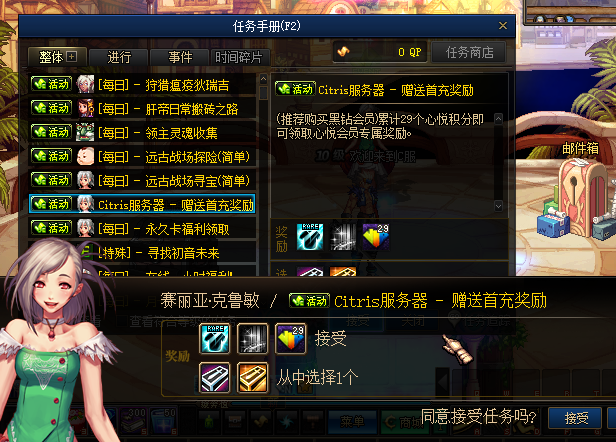 任务手册(F2)
整体 + 进行 事件 时间碎片
0 QP 任务商店
活动 [每日] - 狩猎瘟疫狄瑞吉
活动 [每日] - 肝帝日常搬砖之路
活动 [每日] - 领主灵魂收集
活动 [每日] - 远古战场探险(简单)
活动 [每日] - 远古战场寻宝(简单)
活动 Citris服务器 - 赠送首充奖励
活动 [每日] - 永久卡福利领取
[特殊] - 寻找初音未来
活动 Citris服务器 - 赠送首充奖励
(推荐购买黑钻会员)累计29个心悦积分即
可领取心悦会员专属奖励。
欢迎来到C服
奖励
RARE
29
邮件箱
赛丽亚·克鲁敏 / 活动 Citris服务器 - 赠送首充奖励
奖励
RARE
29
接受
从中选择1个
同意接受任务吗?
接受
300
50
菜单